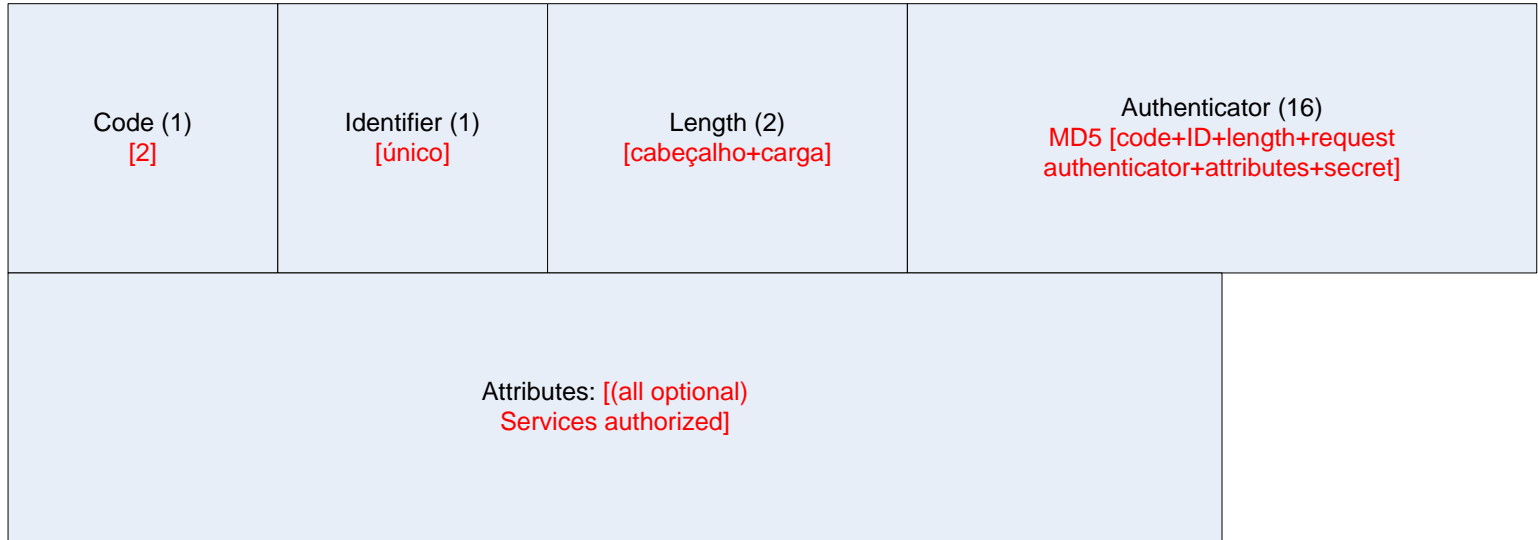 Code (1)
[2]
Identifier (1)
[único]
Length (2)
[cabeçalho+carga]
Authenticator (16)
MD5 [code+ID+length+request
authenticator+attributes+secret]
Attributes: [(all optional)
Services authorized]